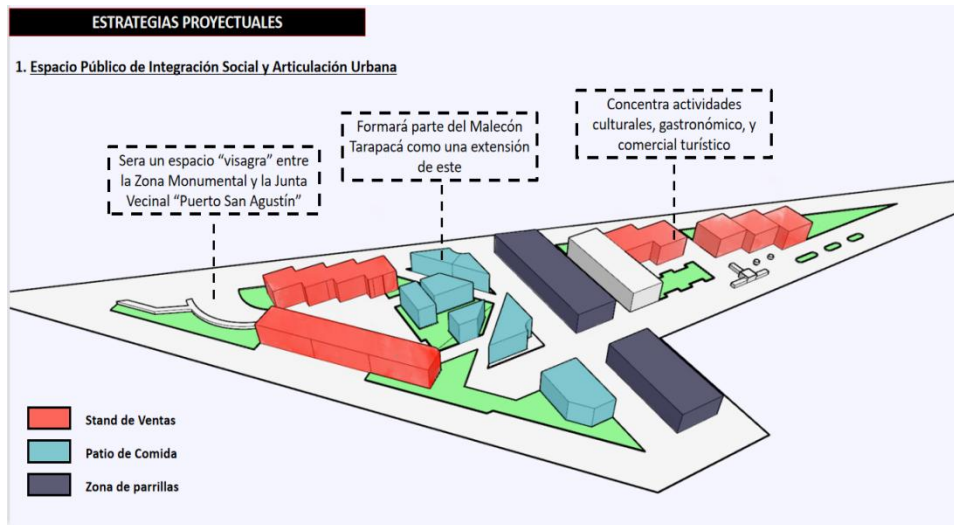 ESTRATEGIAS PROYECTUALES
1. Espacio Público de Integración Social y Articulación Urbana
Sera un espacio “visagra” entre
la Zona Monumental y la Junta
Vecinal “Puerto San Agustín”
Formará parte del Malecón
Tarapacá como una extensión
de este
Concentra actividades
culturales, gastronómico, y
comercial turístico
Stand de Ventas
Patio de Comida
Zona de parrillas